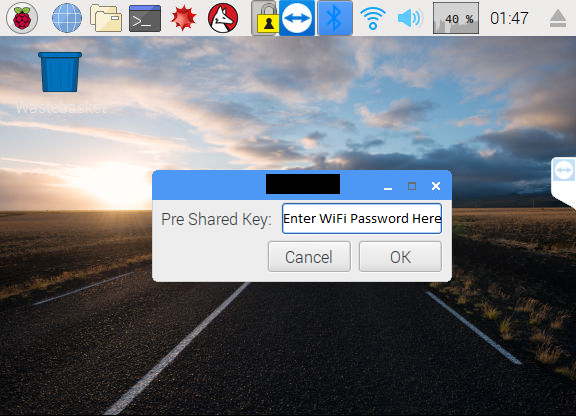 40 %
01:47
Wastebasket
Pre Shared Key:
Enter WiFi Password Here
Cancel
OK